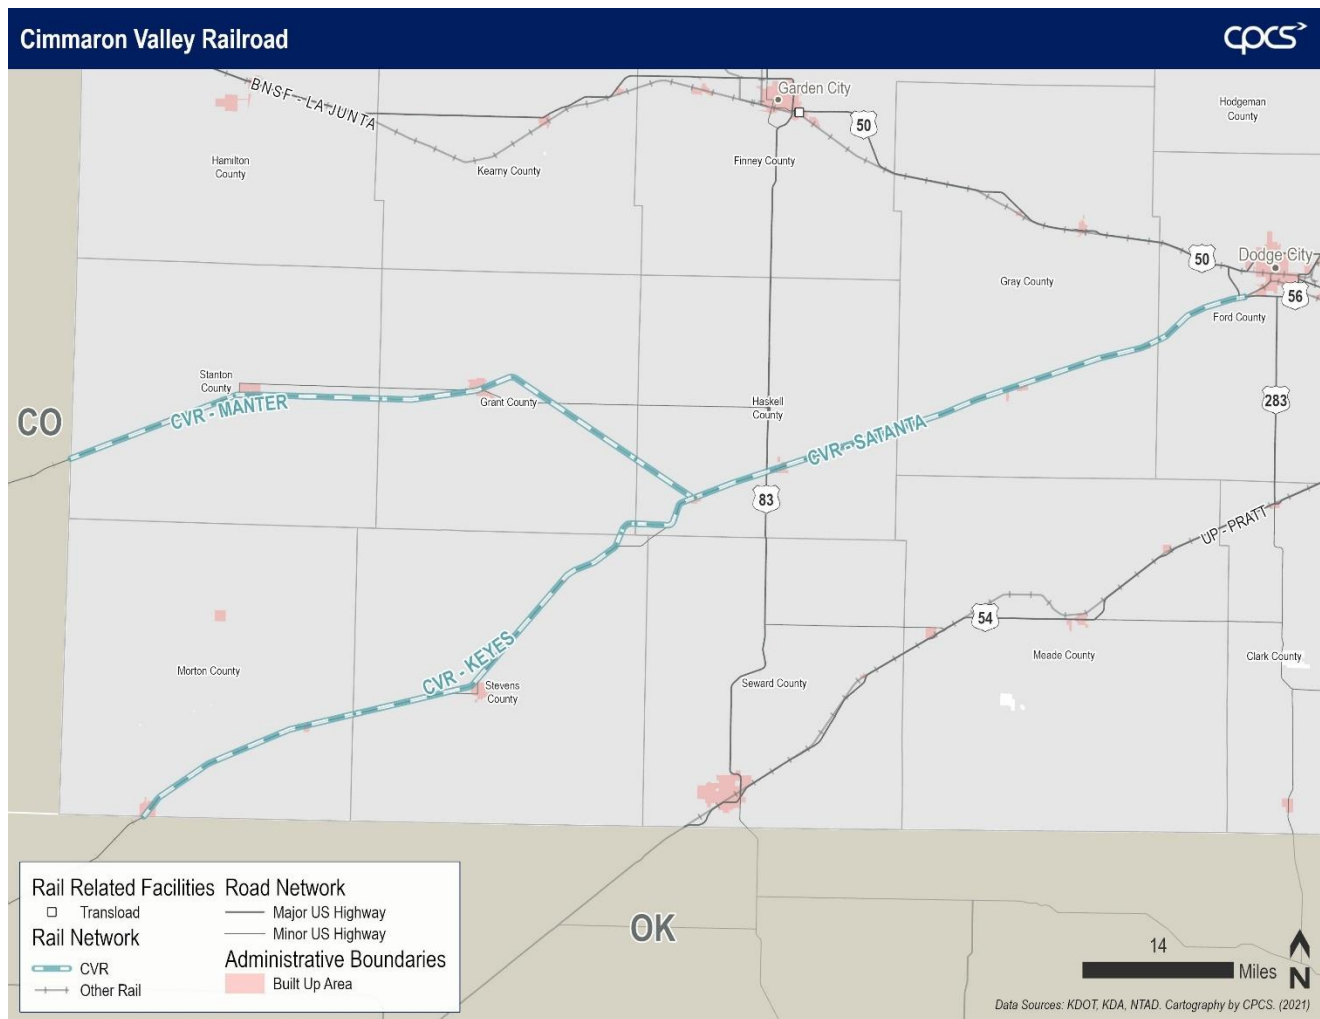 Cimmaron Valley Railroad
cpcs
BNSF - LA JUNTA
Garden City
50
Hodgeman
County
Hamilton
County
Kearny County
Finney County
50
Dodge City
Gray County
56
Ford County
Stanton
County
CVR - MANTER
Grant County
Haskell
County
283
CO
CVR - SATANTA
83
UP - PRATT
54
Morton County
CVR - KEYES
Stevens
County
Seward County
Meade County
Clark County
Rail Related Facilities
Transload
Rail Network
CVR
Other Rail
Road Network
Major US Highway
Minor US Highway
Administrative Boundaries
Built Up Area
OK
14
Miles
N
Data Sources: KDOT, KDA, NTAD. Cartography by CPCS. (2021)